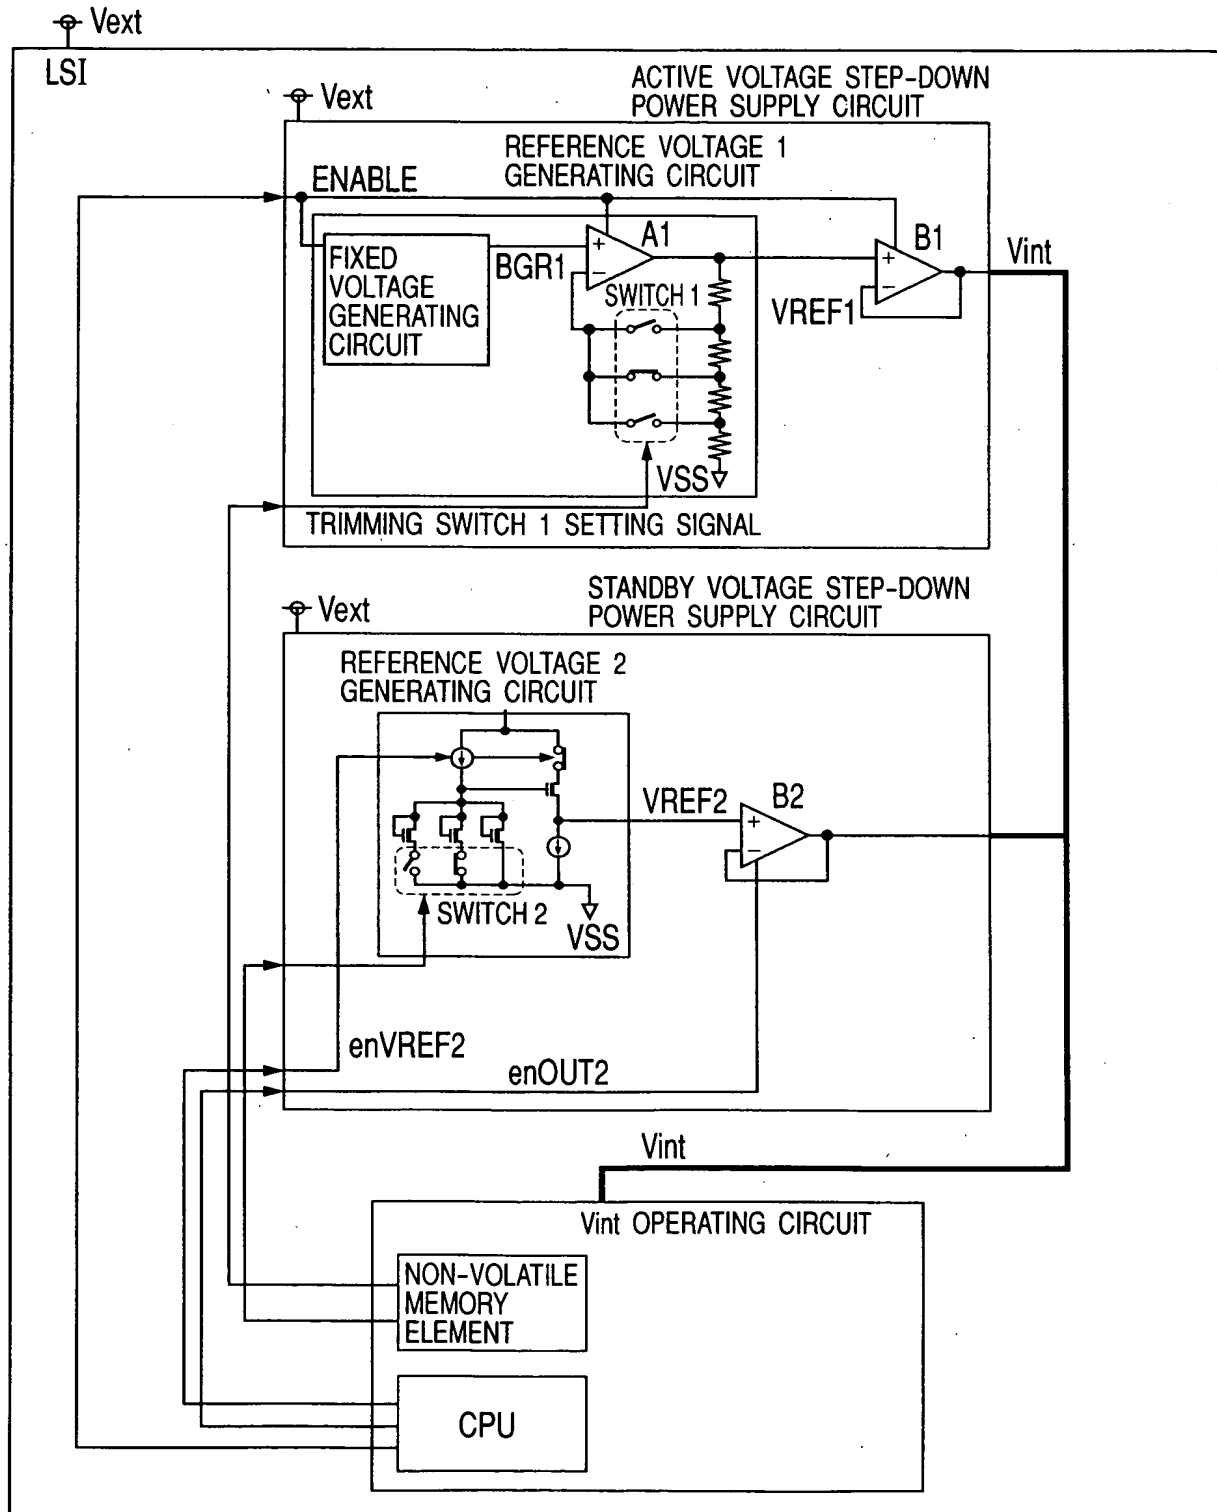 Vext
LSI
ACTIVE VOLTAGE STEP-DOWN
POWER SUPPLY CIRCUIT
Vext
REFERENCE VOLTAGE 1
GENERATING CIRCUIT
ENABLE
FIXED
VOLTAGE
GENERATING
CIRCUIT
BGR1
+
−
A1
SWITCH 1
VSS
B1
+
−
VREF1
Vint
TRIMMING SWITCH 1 SETTING SIGNAL
STANDBY VOLTAGE STEP-DOWN
POWER SUPPLY CIRCUIT
Vext
REFERENCE VOLTAGE 2
GENERATING CIRCUIT
VREF2
B2
+
−
SWITCH 2
VSS
enVREF2
enOUT2
Vint
Vint OPERATING CIRCUIT
NON-VOLATILE
MEMORY
ELEMENT
CPU